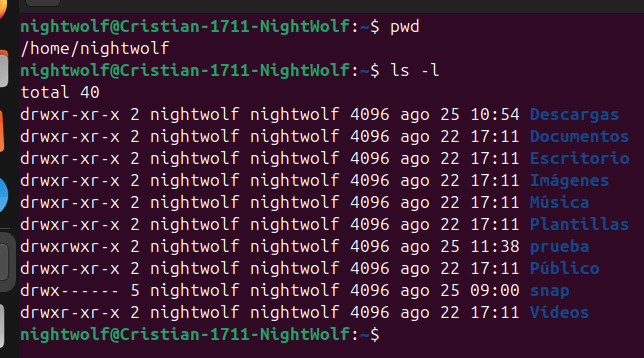 nightwolf@Cristian-1711-NightWolf:~$ pwd
/home/nightwolf
nightwolf@Cristian-1711-NightWolf:~$ ls -l
total 40
drwxr-xr-x 2 nightwolf nightwolf 4096 ago 25 10:54 Descargas
drwxr-xr-x 2 nightwolf nightwolf 4096 ago 22 17:11 Documentos
drwxr-xr-x 2 nightwolf nightwolf 4096 ago 22 17:11 Escritorio
drwxr-xr-x 2 nightwolf nightwolf 4096 ago 22 17:11 Imágenes
drwxr-xr-x 2 nightwolf nightwolf 4096 ago 22 17:11 Música
drwxr-xr-x 2 nightwolf nightwolf 4096 ago 22 17:11 Plantillas
drwxrwxr-x 2 nightwolf nightwolf 4096 ago 25 11:38 prueba
drwxr-xr-x 2 nightwolf nightwolf 4096 ago 22 17:11 Público
drwx------ 5 nightwolf nightwolf 4096 ago 25 09:00 snap
drwxr-xr-x 2 nightwolf nightwolf 4096 ago 22 17:11 Vídeos
nightwolf@Cristian-1711-NightWolf:~$